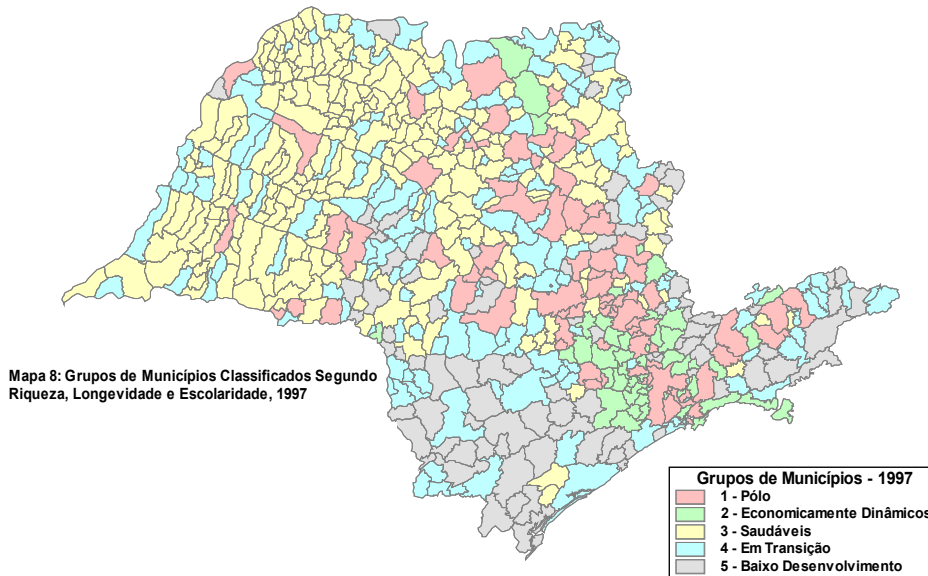 Mapa 8: Grupos de Municípios Classificados Segundo
Riqueza, Longevidade e Escolaridade, 1997
Grupos de Municípios - 1997
1 - Pólo
2 - Economicamente Dinâmicos
3 - Saudáveis
4 - Em Transição
5 - Baixo Desenvolvimento